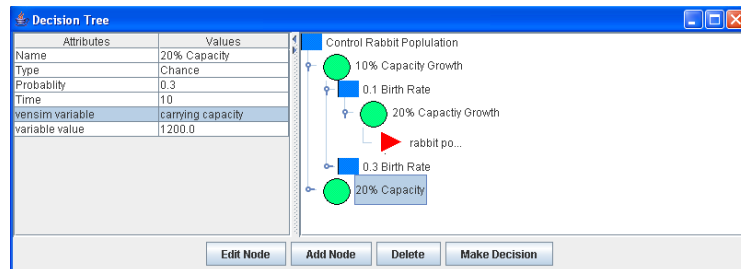 Decision Tree
Attributes Values
Name 20% Capacity
Type Chance
Probablity 0.3
Time 10
vensim variable carrying capacity
variable value 1200.0
Control Rabbit Poplulation
10% Capacity Growth
0.1 Birth Rate
20% Capactiy Growth
rabbit po...
0.3 Birth Rate
20% Capacity
Edit Node Add Node Delete Make Decision